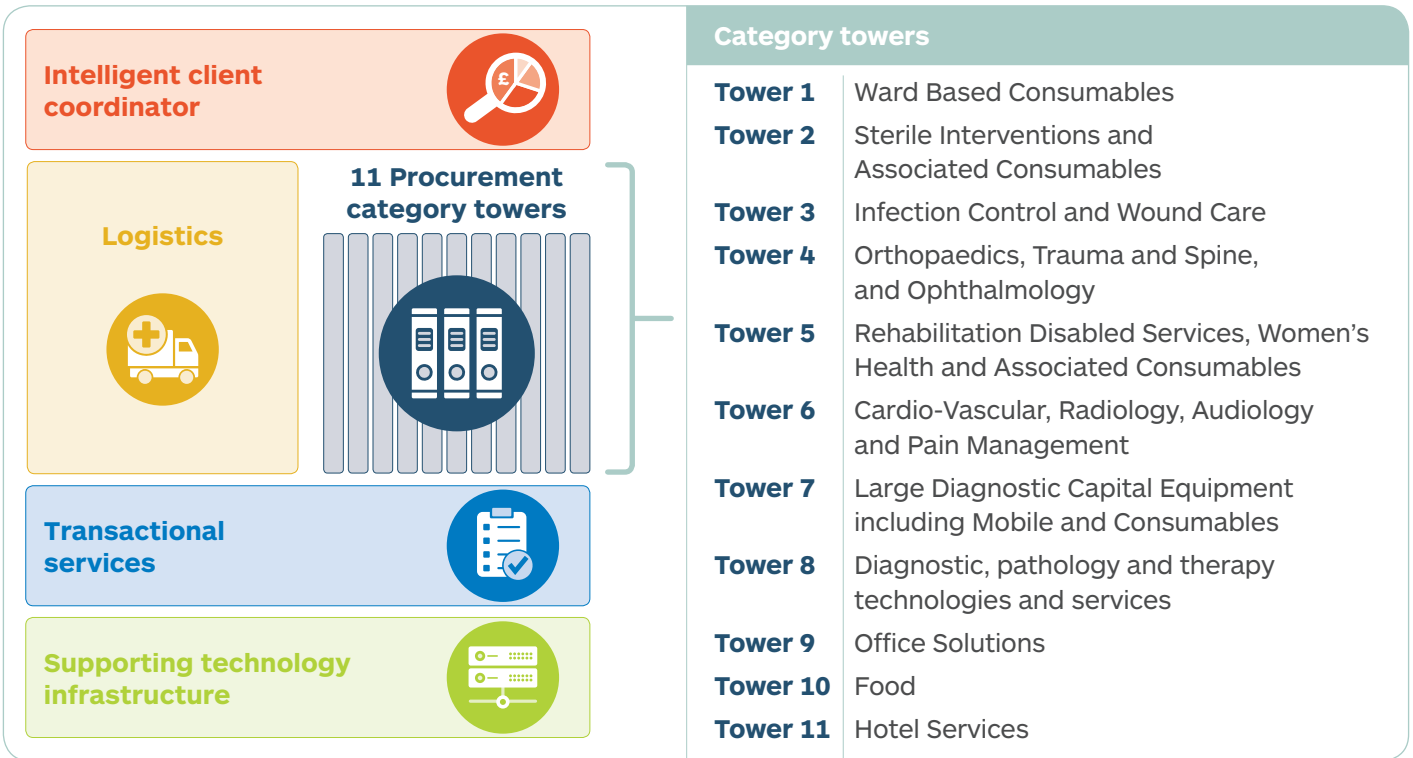 Intelligent client
coordinator
£
Logistics
11 Procurement
category towers
Transactional
services
Supporting technology
infrastructure
Category towers
Tower 1 Ward Based Consumables
Tower 2 Sterile Interventions and
Associated Consumables
Tower 3 Infection Control and Wound Care
Tower 4 Orthopaedics, Trauma and Spine,
and Ophthalmology
Tower 5 Rehabilitation Disabled Services, Women’s
Health and Associated Consumables
Tower 6 Cardio-Vascular, Radiology, Audiology
and Pain Management
Tower 7 Large Diagnostic Capital Equipment
including Mobile and Consumables
Tower 8 Diagnostic, pathology and therapy
technologies and services
Tower 9 Office Solutions
Tower 10 Food
Tower 11 Hotel Services